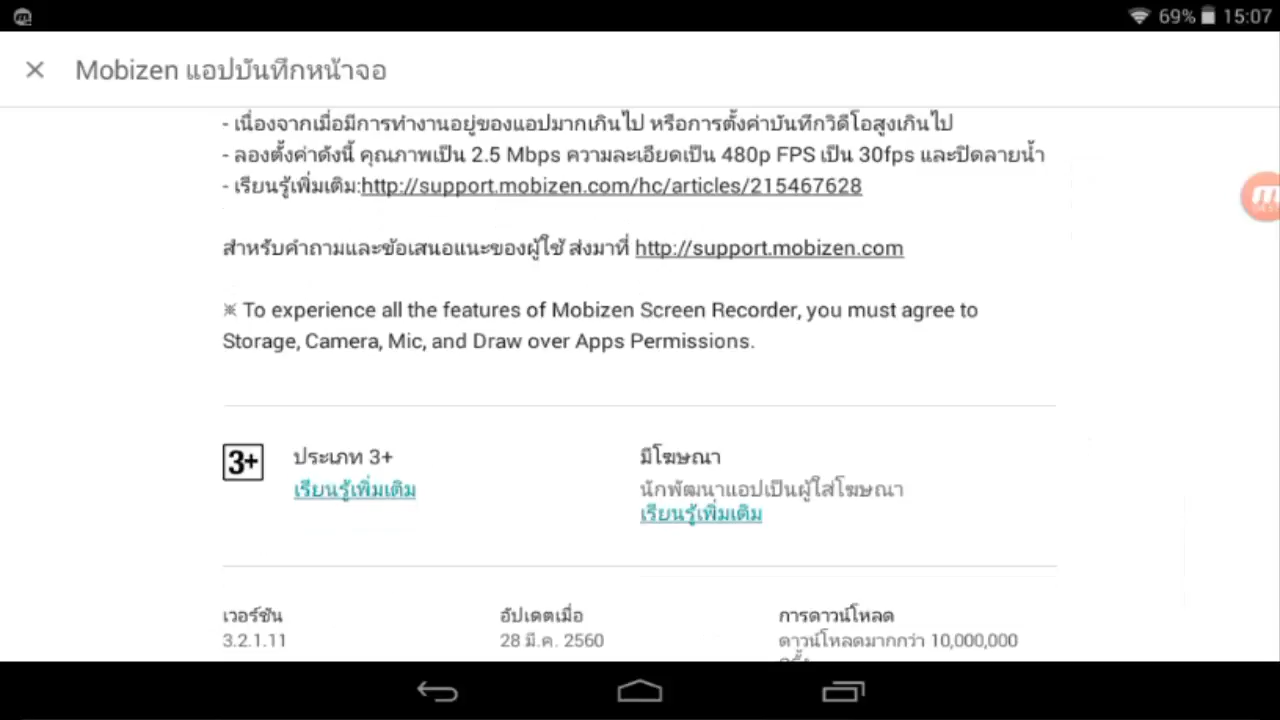 69% 15:07
Mobizen แอปบันทึกหน้าจอ
- เนื่องจากเมื่อมีการทำงานอยู่ของแอปมากเกินไป หรือการตั้งค่าบันทึกวิดีโอสูงเกินไป
- ลองตั้งค่าดังนี้ คุณภาพเป็น 2.5 Mbps ความละเอียดเป็น 480p FPS เป็น 30fps และปิดลายน้ำ
- เรียนรู้เพิ่มเติม:http://support.mobizen.com/hc/articles/215467628
สำหรับคำถามและข้อเสนอแนะของผู้ใช้ ส่งมาที่ http://support.mobizen.com
※ To experience all the features of Mobizen Screen Recorder, you must agree to
Storage, Camera, Mic, and Draw over Apps Permissions.
3+ ประเภท 3+
เรียนรู้เพิ่มเติม
มีโฆษณา
นักพัฒนาแอปเป็นผู้ใส่โฆษณา
เรียนรู้เพิ่มเติม
เวอร์ชัน
3.2.1.11
อัปเดตเมื่อ
28 มี.ค. 2560
การดาวน์โหลด
ดาวน์โหลดมากกว่า 10,000,000